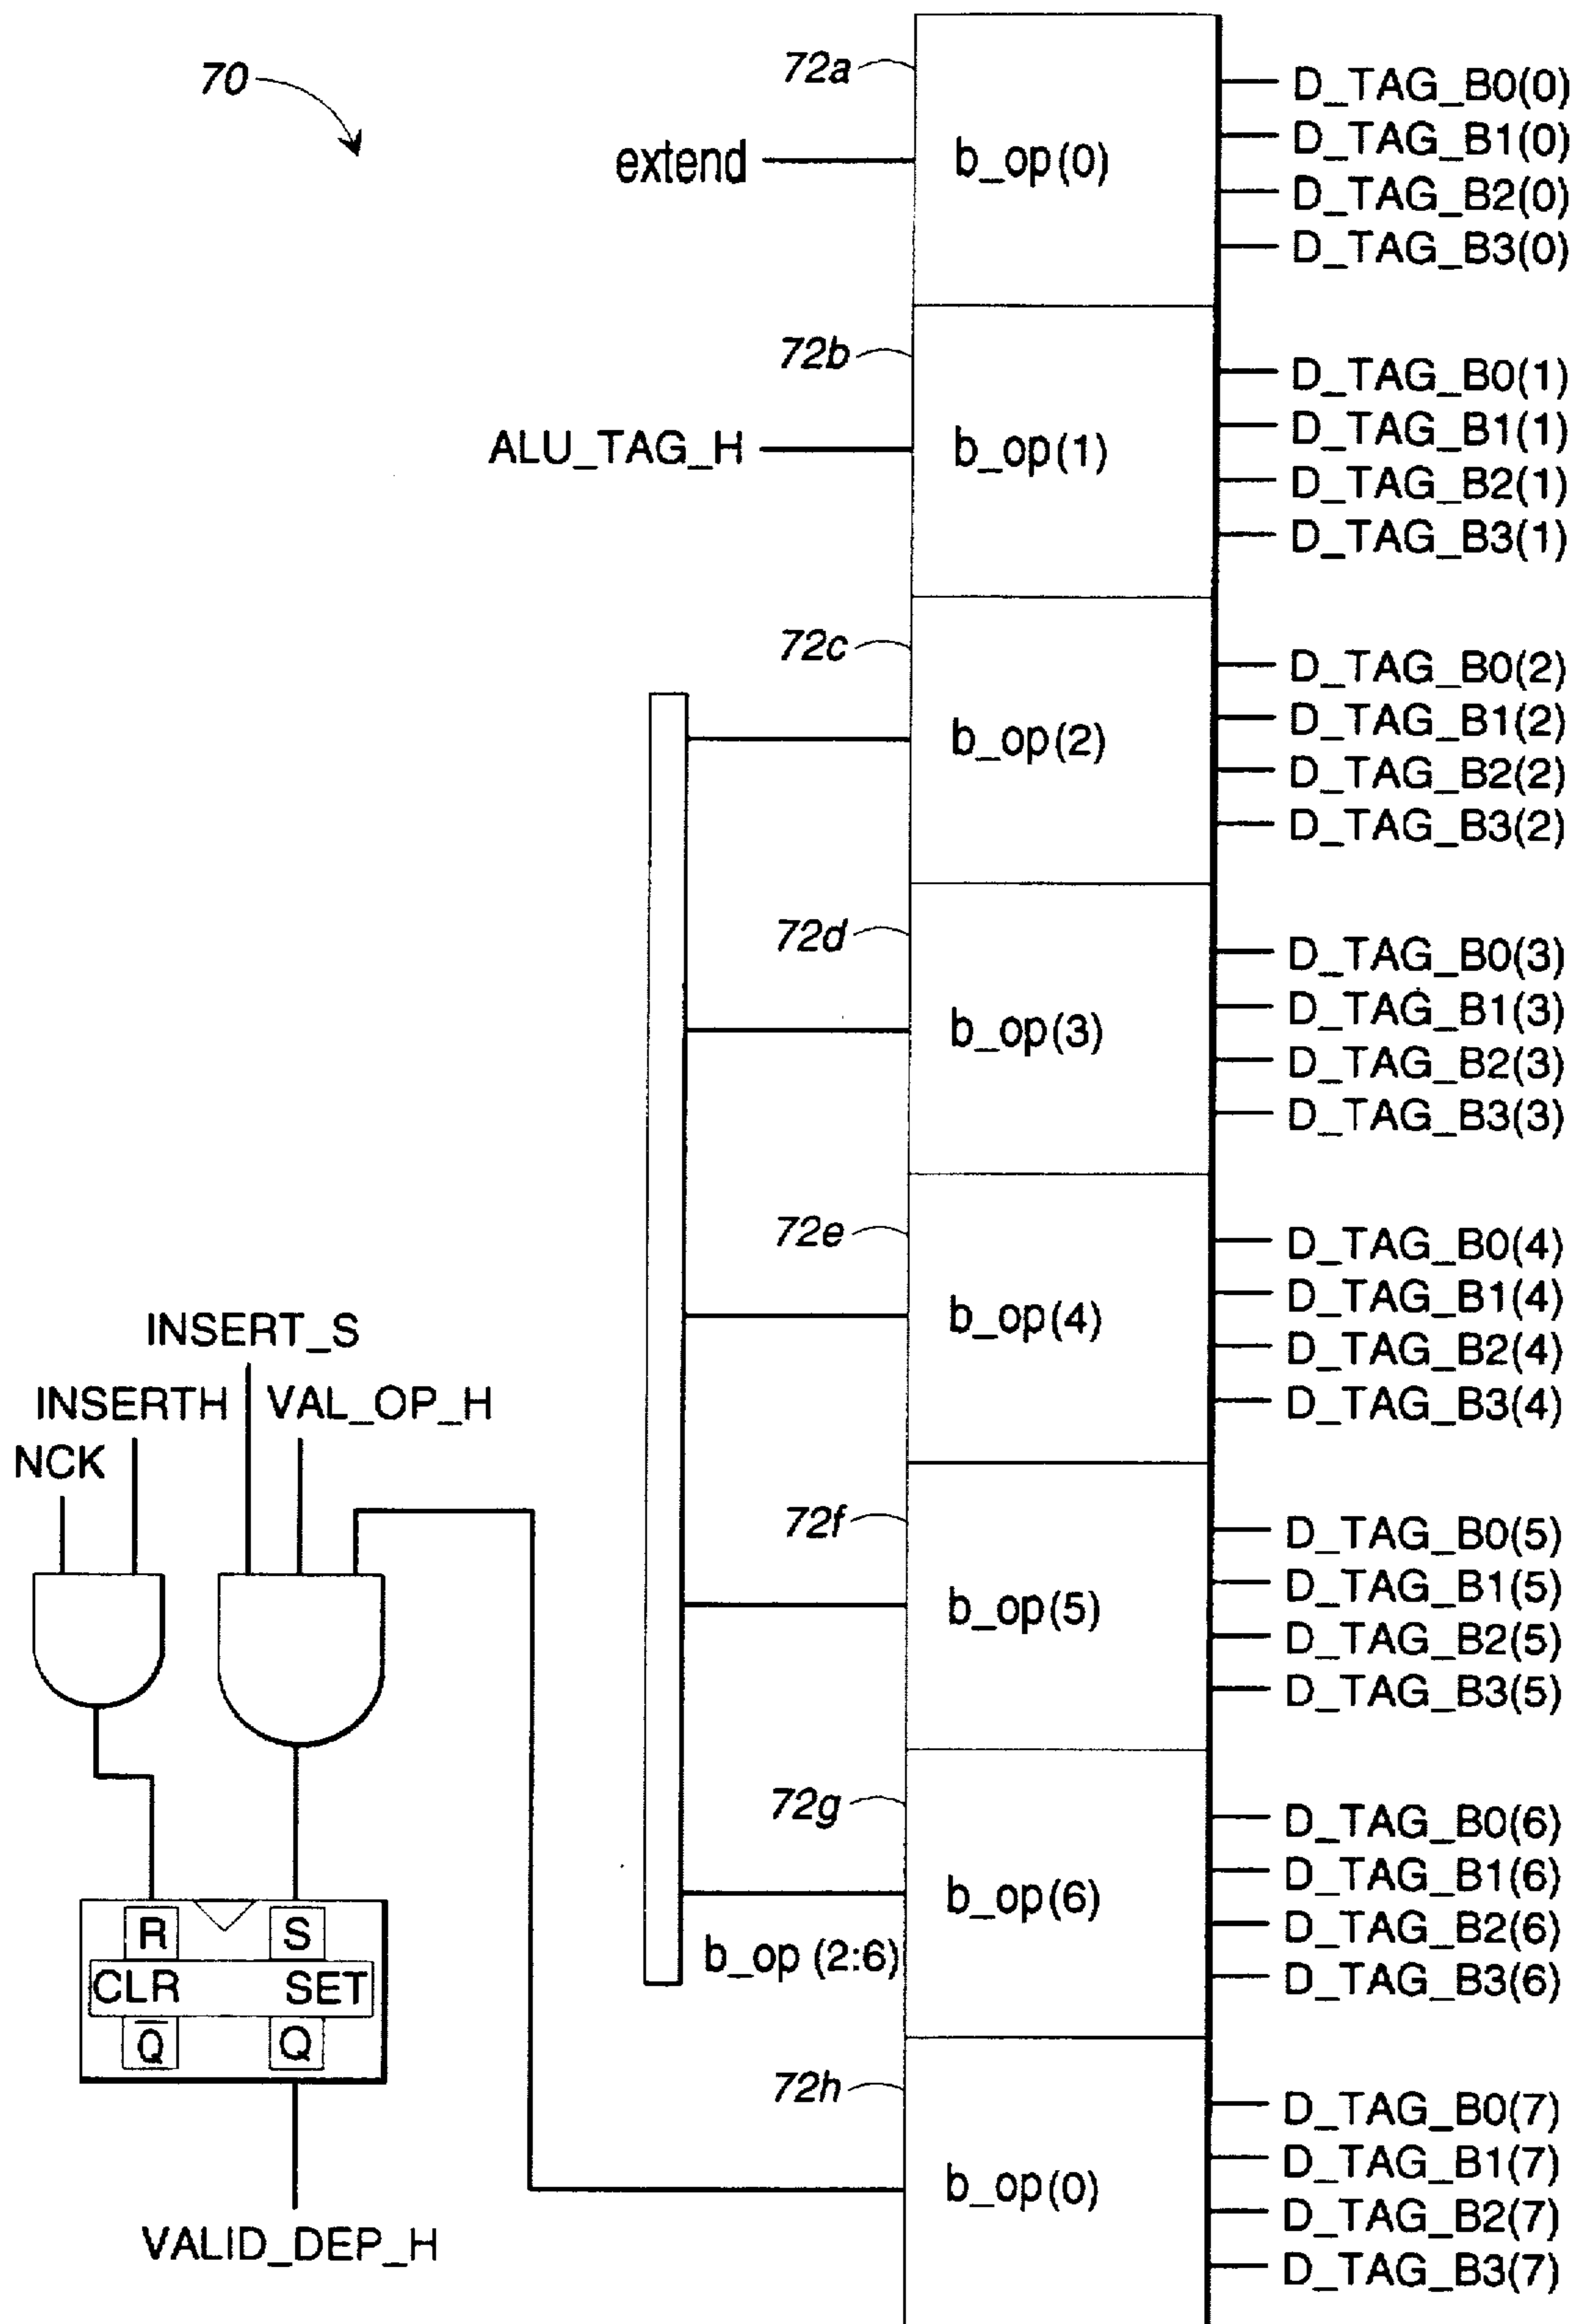 70
72a
extend
b_op(0)
D_TAG_B0(0)
D_TAG_B1(0)
D_TAG_B2(0)
D_TAG_B3(0)
72b
ALU_TAG_H
b_op(1)
D_TAG_B0(1)
D_TAG_B1(1)
D_TAG_B2(1)
D_TAG_B3(1)
72c
b_op(2)
D_TAG_B0(2)
D_TAG_B1(2)
D_TAG_B2(2)
D_TAG_B3(2)
72d
b_op(3)
D_TAG_B0(3)
D_TAG_B1(3)
D_TAG_B2(3)
D_TAG_B3(3)
72e
b_op(4)
D_TAG_B0(4)
D_TAG_B1(4)
D_TAG_B2(4)
D_TAG_B3(4)
INSERT_S
INSERTH VAL_OP_H
NCK
72f
b_op(5)
D_TAG_B0(5)
D_TAG_B1(5)
D_TAG_B2(5)
D_TAG_B3(5)
72g
b_op(6)
D_TAG_B0(6)
D_TAG_B1(6)
D_TAG_B2(6)
D_TAG_B3(6)
b_op (2:6)
R S
CLR SET
Q̅ Q
72h
b_op(0)
D_TAG_B0(7)
D_TAG_B1(7)
D_TAG_B2(7)
D_TAG_B3(7)
VALID_DEP_H